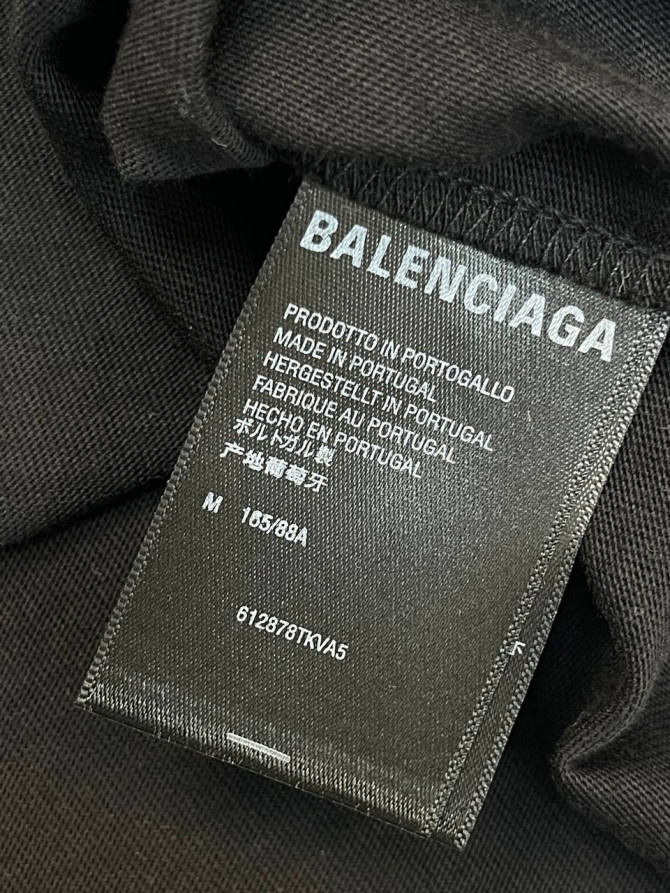 BALENCIAGA
PRODOTTO IN PORTOGALLO
MADE IN PORTUGAL
HERGESTELLT IN PORTUGAL
FABRIQUE AU PORTUGAL
HECHO EN PORTUGAL
ポルトガル製
产地葡萄牙
M 165/88A
612878TKVA5